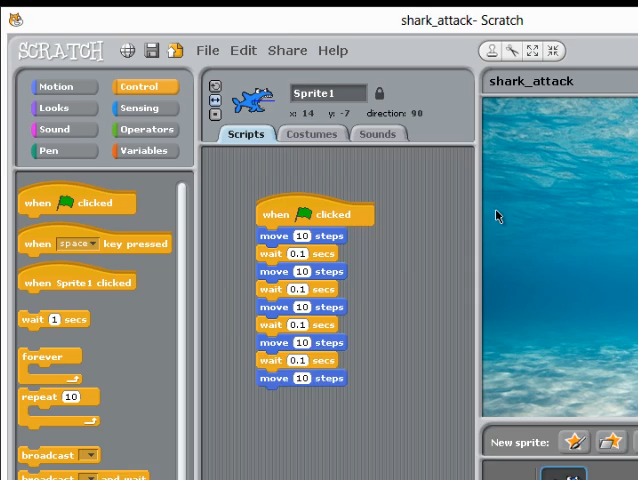 shark_attack- Scratch
SCRATCH File Edit Share Help
Motion Control
Looks Sensing
Sound Operators
Pen Variables
Sprite1
x: 14 y: -7 direction: 90
Scripts Costumes Sounds
shark_attack
when clicked
when space key pressed
when Sprite1 clicked
wait 1 secs
forever
repeat 10
broadcast
broadcast and wait
when clicked
move 10 steps
wait 0.1 secs
move 10 steps
wait 0.1 secs
move 10 steps
wait 0.1 secs
move 10 steps
wait 0.1 secs
move 10 steps
New sprite: